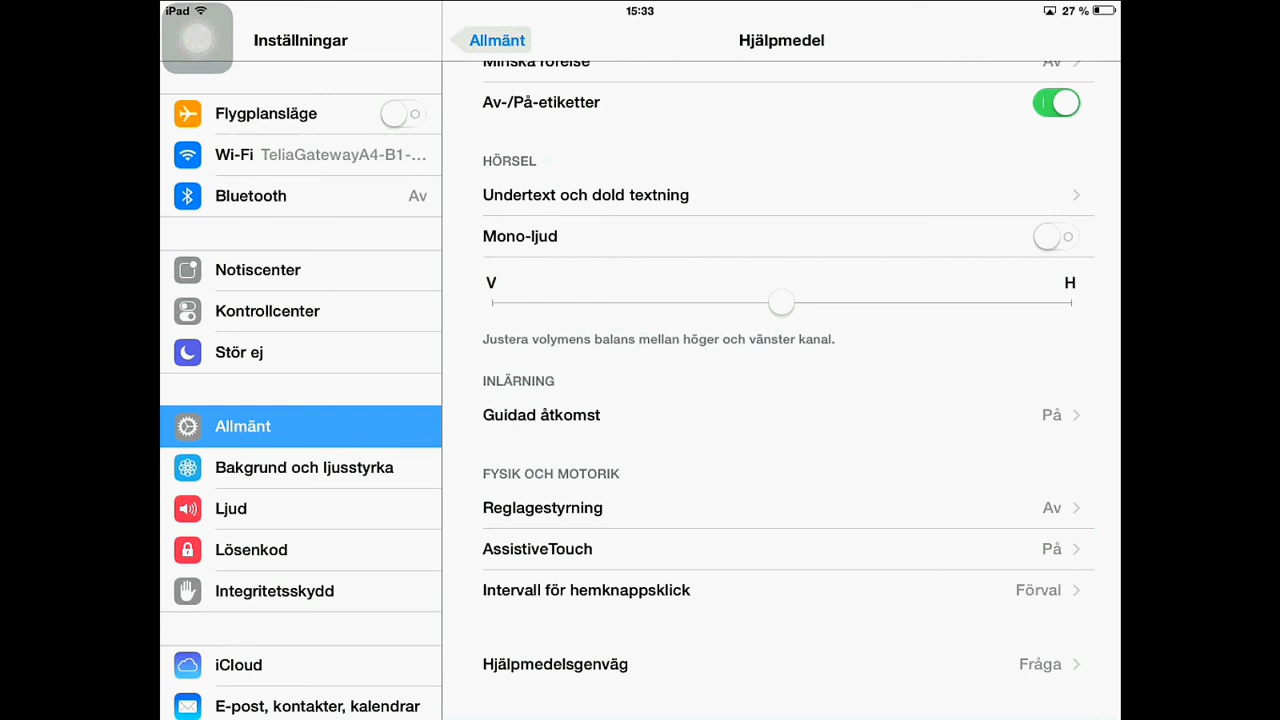 iPad 15:33 27 %
Inställningar
Flygplansläge
Wi-Fi TeliaGatewayA4-B1-...
Bluetooth Av
Notiscenter
Kontrollcenter
Stör ej
Allmänt
Bakgrund och ljusstyrka
Ljud
Lösenkod
Integritetsskydd
iCloud
E-post, kontakter, kalendrar
Allmänt Hjälpmedel
Minska rörelse Av
Av-/På-etiketter
HÖRSEL
Undertext och dold textning
Mono-ljud
V H
Justera volymens balans mellan höger och vänster kanal.
INLÄRNING
Guidad åtkomst På
FYSIK OCH MOTORIK
Reglagestyrning Av
AssistiveTouch På
Intervall för hemknappsklick Förval
Hjälpmedelsgenväg Fråga